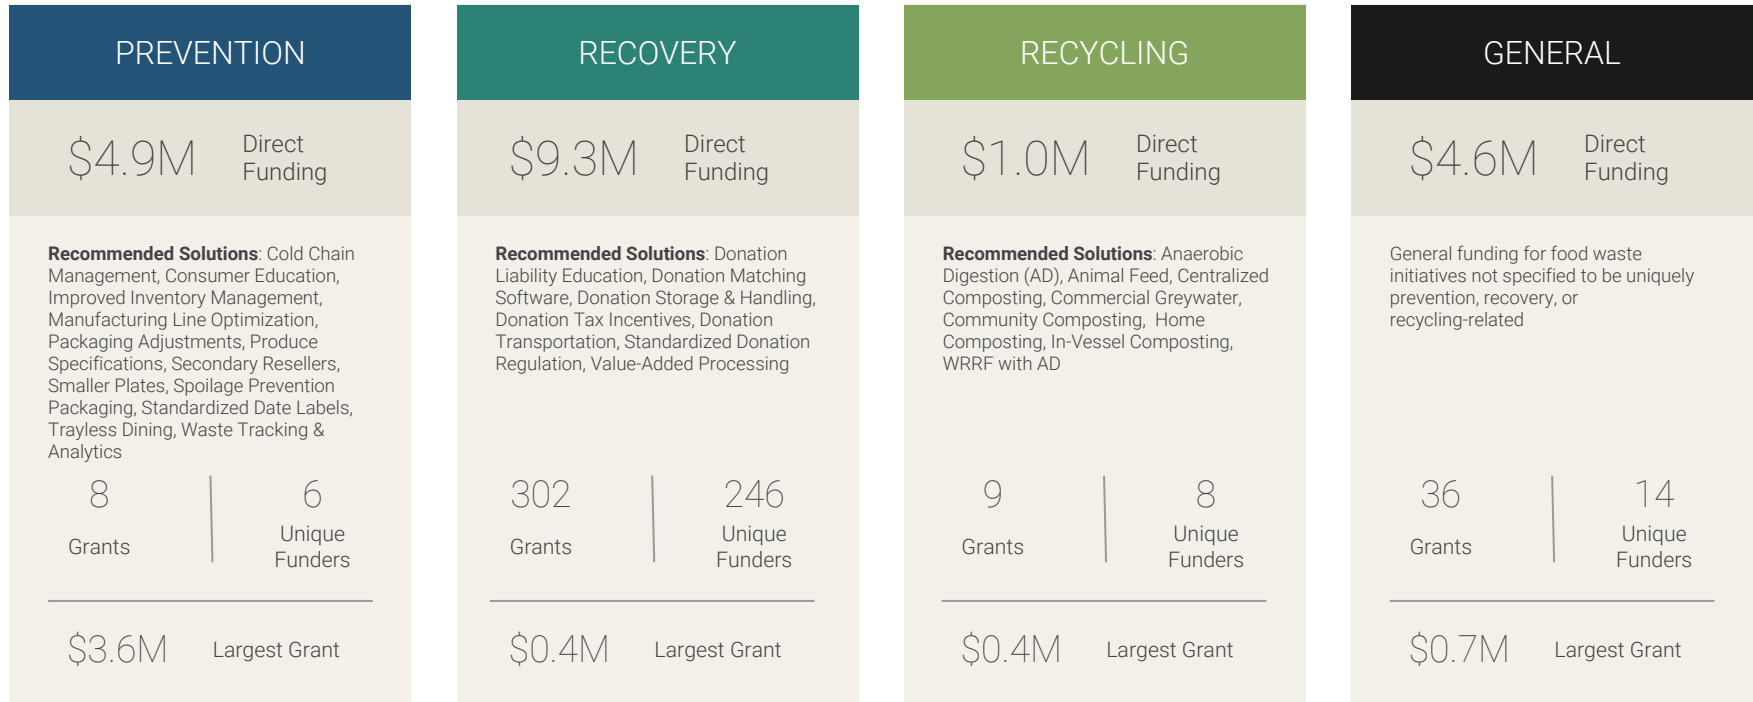 PREVENTION
$4.9M
Direct
Funding
Recommended Solutions: Cold Chain
Management, Consumer Education,
Improved Inventory Management,
Manufacturing Line Optimization,
Packaging Adjustments, Produce
Specifications, Secondary Resellers,
Smaller Plates, Spoilage Prevention
Packaging, Standardized Date Labels,
Trayless Dining, Waste Tracking &
Analytics
8
Grants
6
Unique
Funders
$3.6M
Largest Grant
RECOVERY
$9.3M
Direct
Funding
Recommended Solutions: Donation
Liability Education, Donation Matching
Software, Donation Storage & Handling,
Donation Tax Incentives, Donation
Transportation, Standardized Donation
Regulation, Value-Added Processing
302
Grants
246
Unique
Funders
$0.4M
Largest Grant
RECYCLING
$1.0M
Direct
Funding
Recommended Solutions: Anaerobic
Digestion (AD), Animal Feed, Centralized
Composting, Commercial Greywater,
Community Composting, Home
Composting, In-Vessel Composting,
WRRF with AD
9
Grants
8
Unique
Funders
$0.4M
Largest Grant
GENERAL
$4.6M
Direct
Funding
General funding for food waste
initiatives not specified to be uniquely
prevention, recovery, or
recycling-related
36
Grants
14
Unique
Funders
$0.7M
Largest Grant